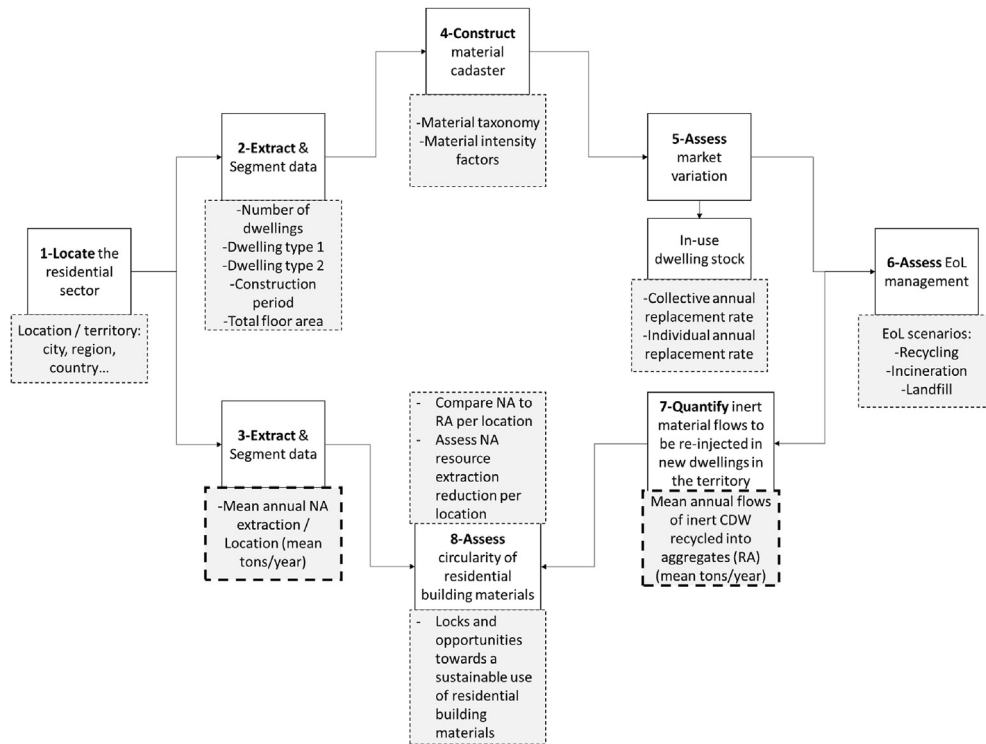 1-Locate the
residential
sector
Location / territory:
city, region,
country...
2-Extract &
Segment data
-Number of
dwellings
-Dwelling type 1
-Dwelling type 2
-Construction
period
-Total floor area
3-Extract &
Segment data
-Mean annual NA
extraction /
Location (mean
tons/year)
4-Construct
material
cadaster
-Material taxonomy
-Material intensity
factors
5-Assess
market
variation
In-use
dwelling stock
-Collective annual
replacement rate
-Individual annual
replacement rate
6-Assess EoL
management
EoL scenarios:
-Recycling
-Incineration
-Landfill
7-Quantify inert
material flows to
be re-injected in
new dwellings in
the territory
Mean annual flows
of inert CDW
recycled into
aggregates (RA)
(mean tons/year)
- Compare NA to
RA per location
- Assess NA
resource
extraction
reduction per
location
8-Assess
circularity of
residential
building materials
- Locks and
opportunities
towards a
sustainable use
of residential
building
materials